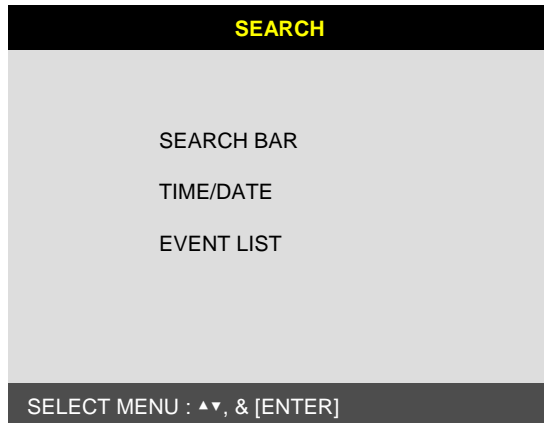 SEARCH
SEARCH BAR
TIME/DATE
EVENT LIST
SELECT MENU : ▲▼, & [ENTER]